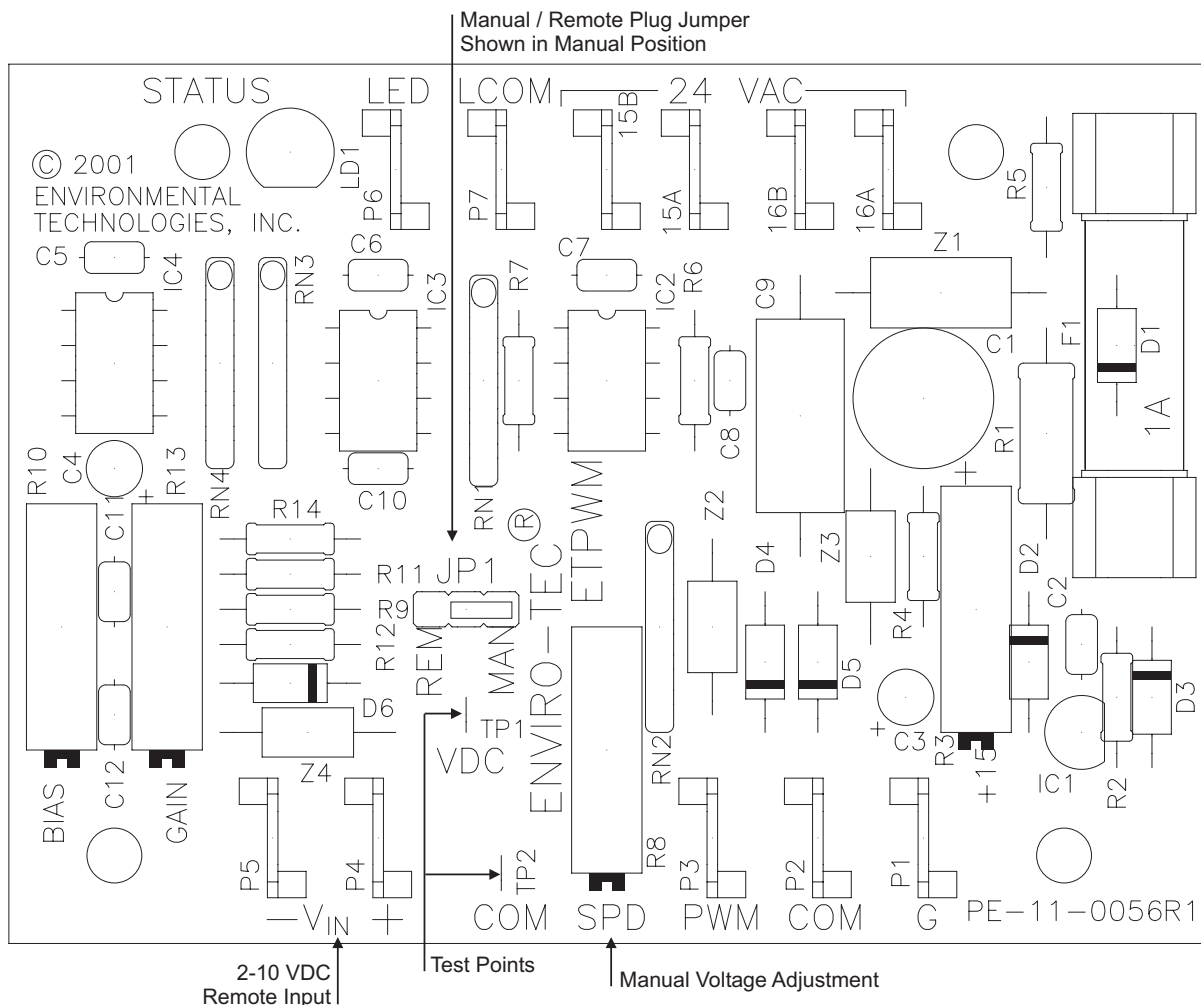 Manual / Remote Plug Jumper
Shown in Manual Position
STATUS
LED
LCOM
24 VAC
© 2001
ENVIRONMENTAL
TECHNOLOGIES, INC.
LD1
P6
P7
15B
15A
16B
16A
R5
C5
IC4
RN3
C6
IC3
R7
C7
IC2
R6
C9
Z1
C1
F1
D1
1A
R10
C4
R13
RN4
C10
RN1
C8
R1
C11
+
R14
R11
R9
R12
JP1
REM
MAN
ENVIRO-TEC®
ETPWM
Z2
D4
Z3
+
R4
D2
C2
D6
Z4
TP1
VDC
RN2
D5
+
C3
R3
+15
IC1
R2
D3
BIAS
C12
GAIN
P5
P4
TP2
R8
P3
P2
P1
– VIN +
COM
SPD
PWM
COM
G
PE-11-0056R1
2-10 VDC
Remote Input
Test Points
Manual Voltage Adjustment